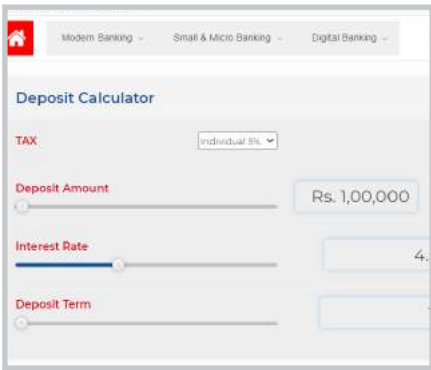 Modern Banking Small & Micro Banking Digital Banking
Deposit Calculator
TAX Individual 5%
Deposit Amount Rs. 1,00,000
Interest Rate 4.
Deposit Term